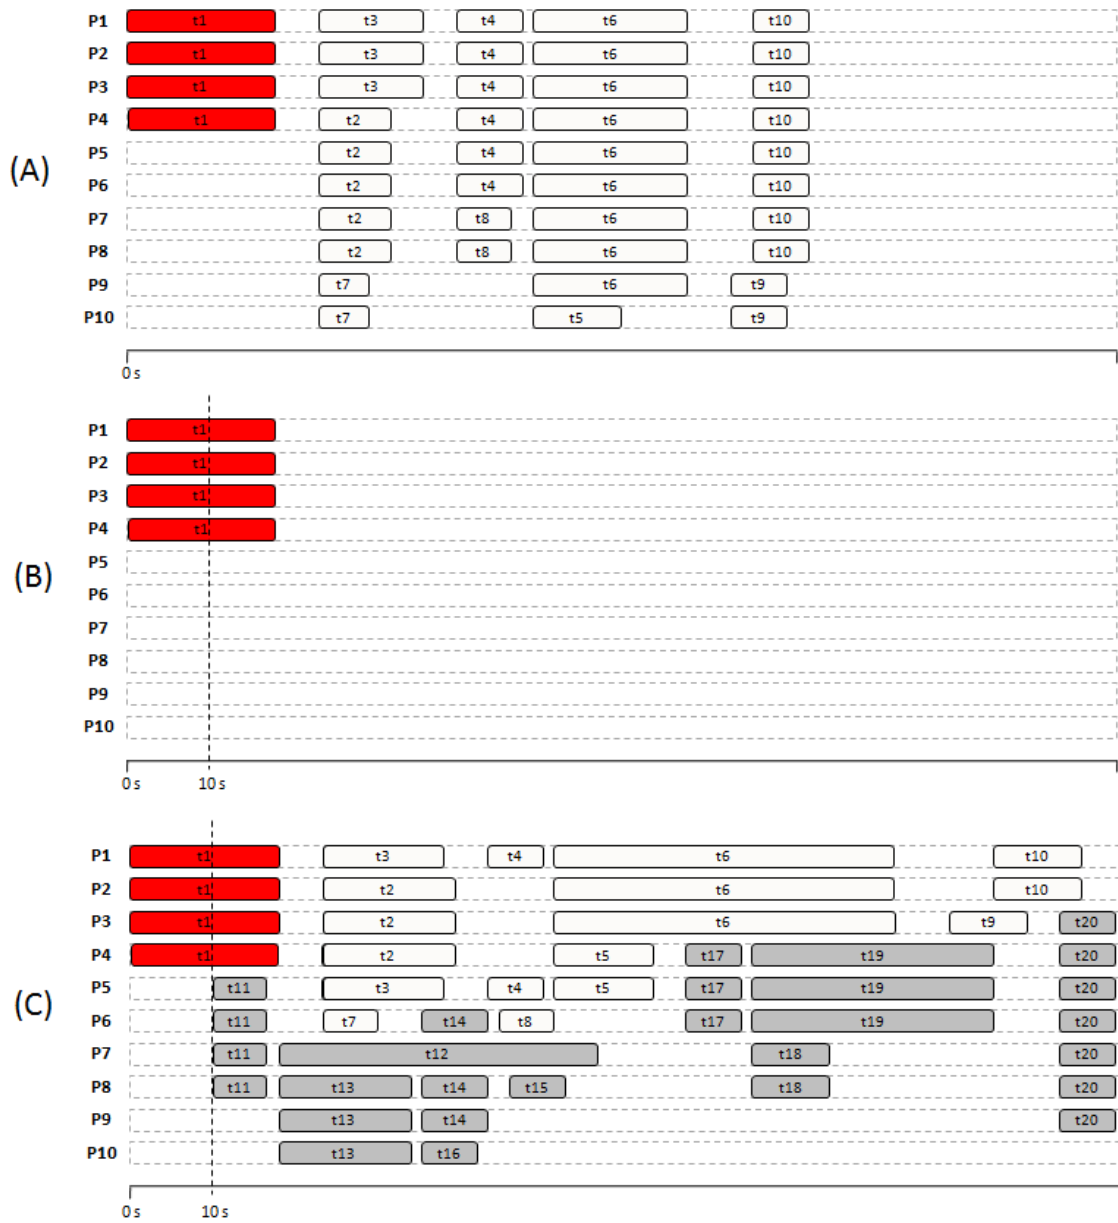 P1 t1 t3 t4 t6 t10
P2 t1 t3 t4 t6 t10
P3 t1 t3 t4 t6 t10
P4 t1 t2 t4 t6 t10
P5 t2 t4 t6 t10
(A)
P6 t2 t4 t6 t10
P7 t2 t8 t6 t10
P8 t2 t8 t6 t10
P9 t7 t6 t9
P10 t7 t5 t9
0 s
P1 t1
P2 t1
P3 t1
P4 t1
P5
(B)
P6
P7
P8
P9
P10
0 s 10 s
P1 t1 t3 t4 t6 t10
P2 t1 t2 t6 t10
P3 t1 t2 t6 t9 t20
P4 t1 t2 t5 t17 t19 t20
P5 t11 t3 t4 t5 t17 t19 t20
(C)
P6 t11 t7 t14 t8 t17 t19 t20
P7 t11 t12 t18 t20
P8 t11 t13 t14 t15 t18 t20
P9 t13 t14 t20
P10 t13 t16
0 s 10 s